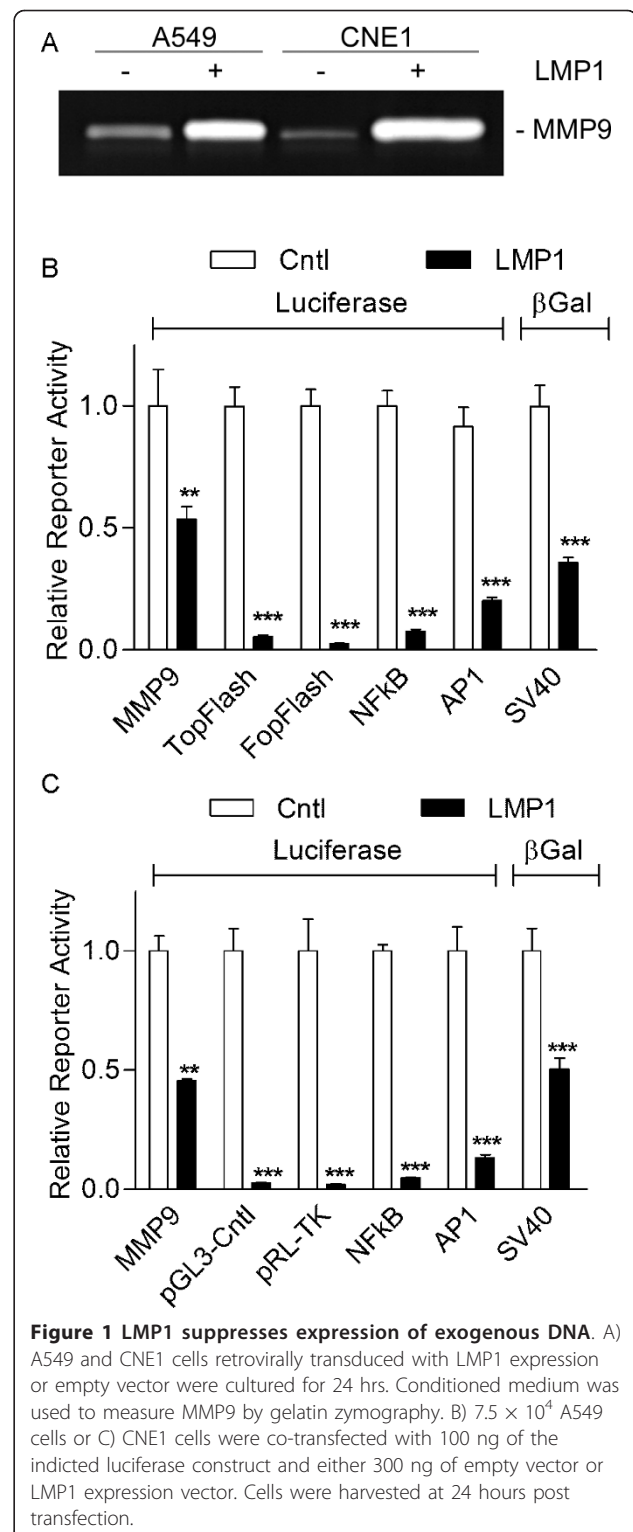 A
A549 CNE1
- + - + LMP1
- MMP9
B
Cntl LMP1
Luciferase βGal
Relative Reporter Activity
1.0
0.5
0.0
** *** *** *** *** ***
MMP9 TopFlash FopFlash NFkB AP1 SV40
C
Cntl LMP1
Luciferase βGal
Relative Reporter Activity
1.0
0.5
0.0
** *** *** *** *** ***
MMP9 pGL3-Cntl pRL-TK NFkB AP1 SV40
Figure 1 LMP1 suppresses expression of exogenous DNA. A)
A549 and CNE1 cells retrovirally transduced with LMP1 expression
or empty vector were cultured for 24 hrs. Conditioned medium was
used to measure MMP9 by gelatin zymography. B) 7.5 × 10⁴ A549
cells or C) CNE1 cells were co-transfected with 100 ng of the
indicted luciferase construct and either 300 ng of empty vector or
LMP1 expression vector. Cells were harvested at 24 hours post
transfection.